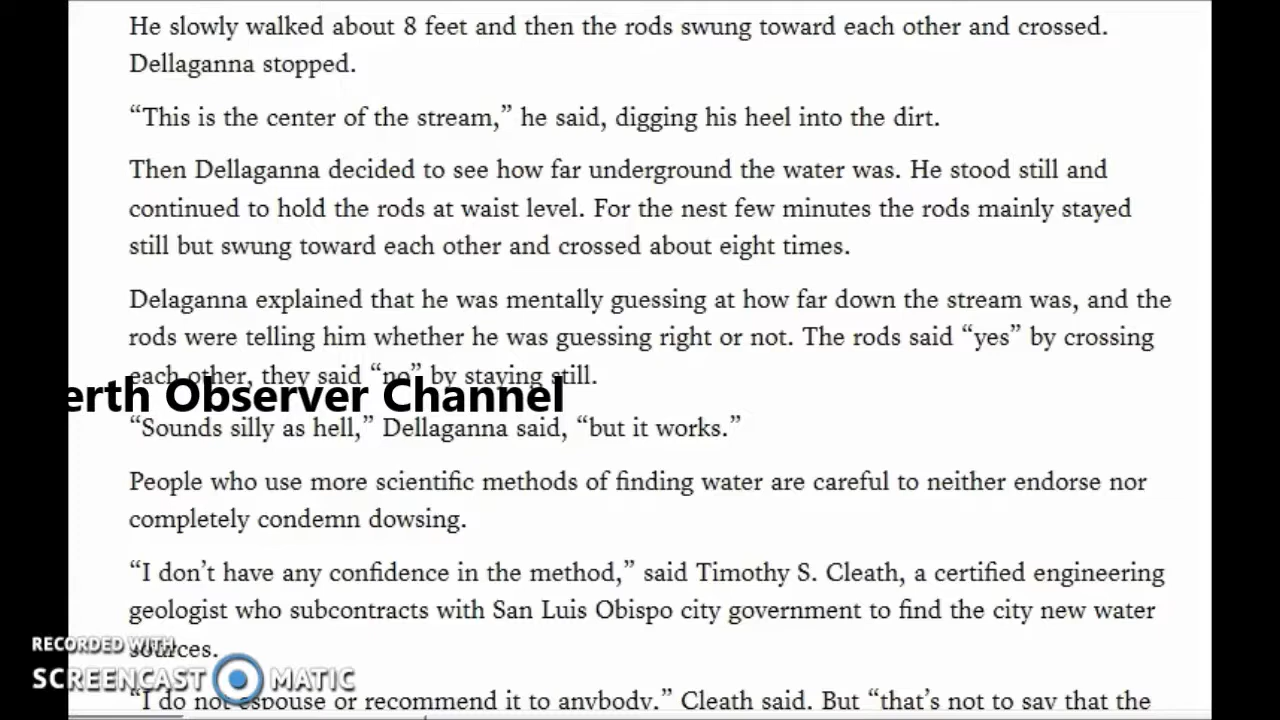 He slowly walked about 8 feet and then the rods swung toward each other and crossed.
Dellaganna stopped.
“This is the center of the stream,” he said, digging his heel into the dirt.
Then Dellaganna decided to see how far underground the water was. He stood still and
continued to hold the rods at waist level. For the nest few minutes the rods mainly stayed
still but swung toward each other and crossed about eight times.
Delaganna explained that he was mentally guessing at how far down the stream was, and the
rods were telling him whether he was guessing right or not. The rods said “yes” by crossing
each other, they said “no” by staying still.
erth Observer Channel
“Sounds silly as hell,” Dellaganna said, “but it works.”
People who use more scientific methods of finding water are careful to neither endorse nor
completely condemn dowsing.
“I don’t have any confidence in the method,” said Timothy S. Cleath, a certified engineering
geologist who subcontracts with San Luis Obispo city government to find the city new water
RECORDED WITH
sources.
SCREENCAST MATIC
“I do not espouse or recommend it to anybody.” Cleath said. But “that’s not to say that the